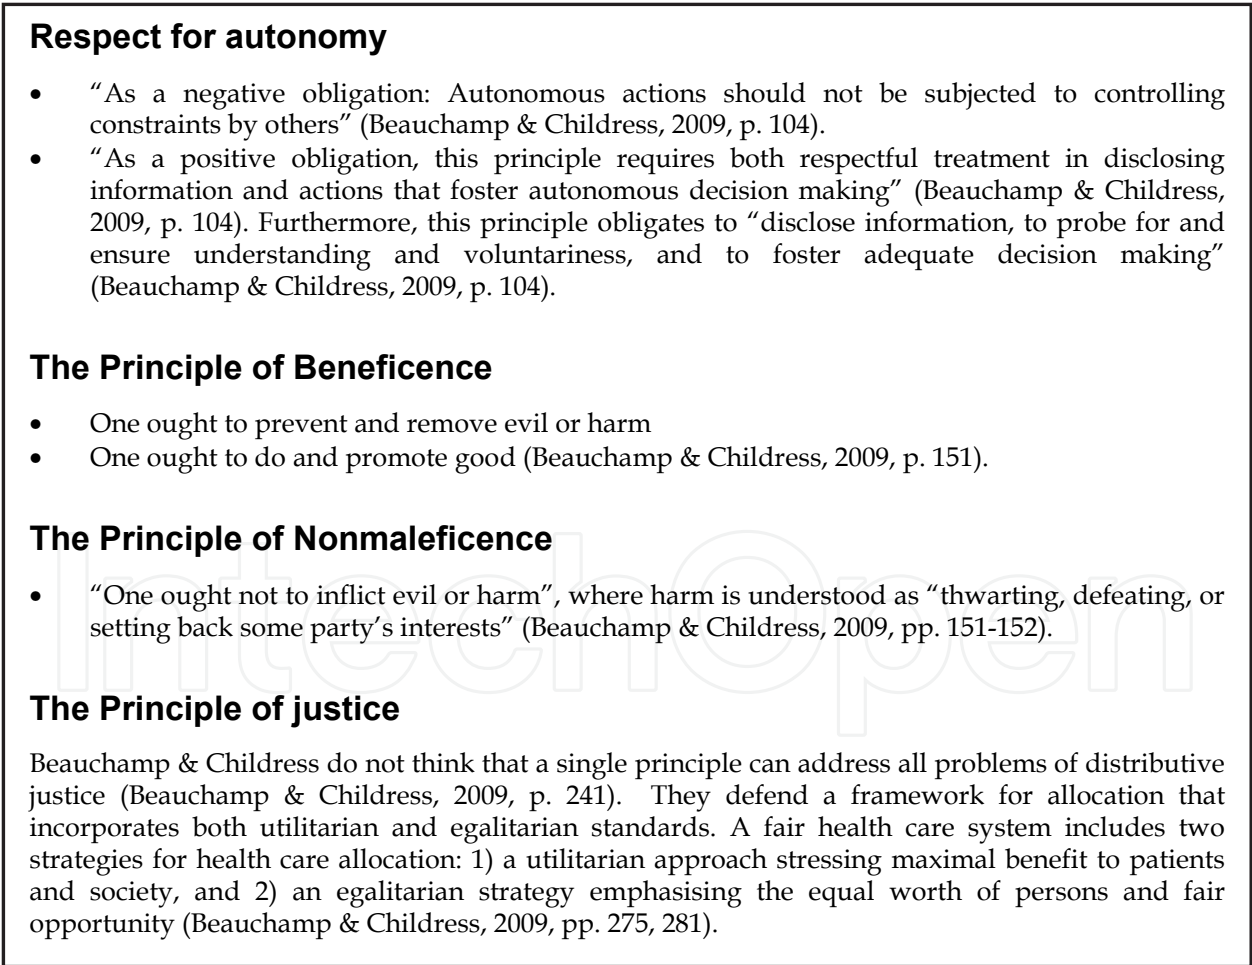 Respect for autonomy
• “As a negative obligation: Autonomous actions should not be subjected to controlling
constraints by others” (Beauchamp & Childress, 2009, p. 104).
• “As a positive obligation, this principle requires both respectful treatment in disclosing
information and actions that foster autonomous decision making” (Beauchamp & Childress,
2009, p. 104). Furthermore, this principle obligates to “disclose information, to probe for and
ensure understanding and voluntariness, and to foster adequate decision making”
(Beauchamp & Childress, 2009, p. 104).
The Principle of Beneficence
• One ought to prevent and remove evil or harm
• One ought to do and promote good (Beauchamp & Childress, 2009, p. 151).
The Principle of Nonmaleficence
• “One ought not to inflict evil or harm”, where harm is understood as “thwarting, defeating, or
setting back some party’s interests” (Beauchamp & Childress, 2009, pp. 151-152).
IntechOpen
The Principle of justice
Beauchamp & Childress do not think that a single principle can address all problems of distributive
justice (Beauchamp & Childress, 2009, p. 241). They defend a framework for allocation that
incorporates both utilitarian and egalitarian standards. A fair health care system includes two
strategies for health care allocation: 1) a utilitarian approach stressing maximal benefit to patients
and society, and 2) an egalitarian strategy emphasising the equal worth of persons and fair
opportunity (Beauchamp & Childress, 2009, pp. 275, 281).